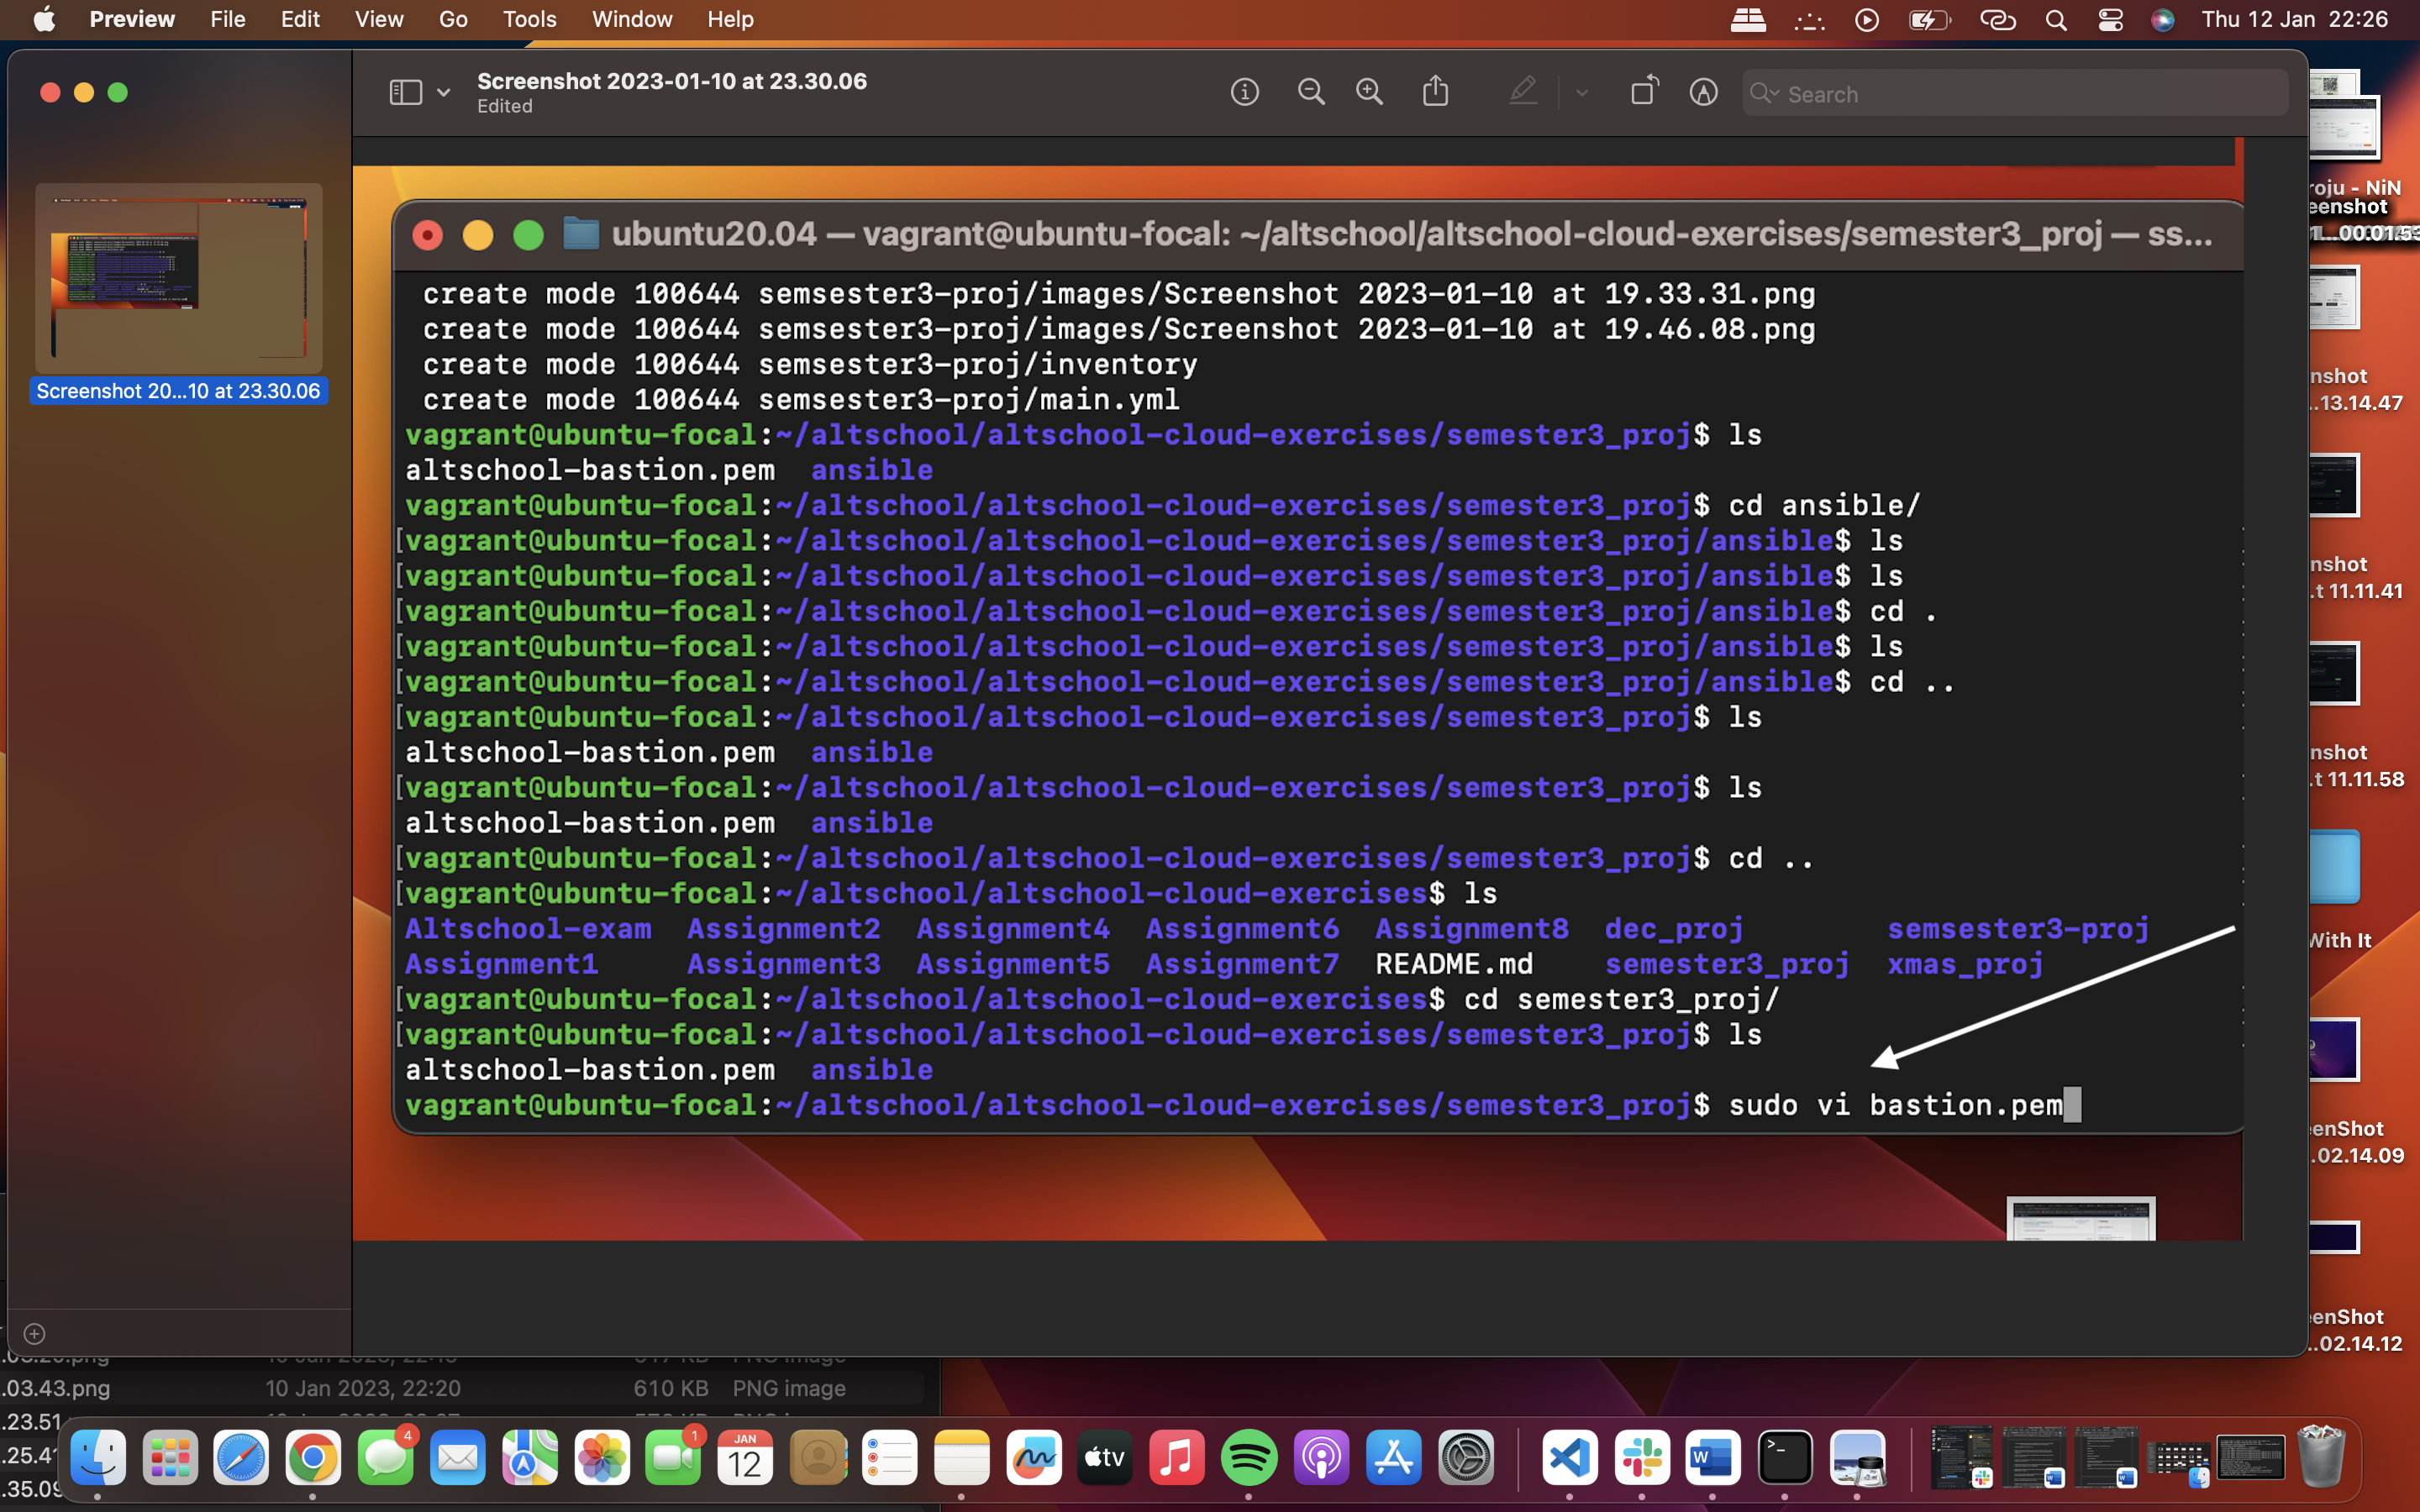 Preview File Edit View Go Tools Window Help Thu 12 Jan 22:26
Screenshot 2023-01-10 at 23.30.06
Edited
Search
Screenshot 20...10 at 23.30.06
ubuntu20.04 — vagrant@ubuntu-focal: ~/altschool/altschool-cloud-exercises/semester3_proj — ss...
create mode 100644 semsester3-proj/images/Screenshot 2023-01-10 at 19.33.31.png
create mode 100644 semsester3-proj/images/Screenshot 2023-01-10 at 19.46.08.png
create mode 100644 semsester3-proj/inventory
create mode 100644 semsester3-proj/main.yml
vagrant@ubuntu-focal:~/altschool/altschool-cloud-exercises/semester3_proj$ ls
altschool-bastion.pem ansible
vagrant@ubuntu-focal:~/altschool/altschool-cloud-exercises/semester3_proj$ cd ansible/
[vagrant@ubuntu-focal:~/altschool/altschool-cloud-exercises/semester3_proj/ansible$ ls
[vagrant@ubuntu-focal:~/altschool/altschool-cloud-exercises/semester3_proj/ansible$ ls
[vagrant@ubuntu-focal:~/altschool/altschool-cloud-exercises/semester3_proj/ansible$ cd .
[vagrant@ubuntu-focal:~/altschool/altschool-cloud-exercises/semester3_proj/ansible$ ls
[vagrant@ubuntu-focal:~/altschool/altschool-cloud-exercises/semester3_proj/ansible$ cd ..
[vagrant@ubuntu-focal:~/altschool/altschool-cloud-exercises/semester3_proj$ ls
altschool-bastion.pem ansible
[vagrant@ubuntu-focal:~/altschool/altschool-cloud-exercises/semester3_proj$ ls
altschool-bastion.pem ansible
[vagrant@ubuntu-focal:~/altschool/altschool-cloud-exercises/semester3_proj$ cd ..
[vagrant@ubuntu-focal:~/altschool/altschool-cloud-exercises$ ls
Altschool-exam Assignment2 Assignment4 Assignment6 Assignment8 dec_proj semsester3-proj
Assignment1 Assignment3 Assignment5 Assignment7 README.md semester3_proj xmas_proj
[vagrant@ubuntu-focal:~/altschool/altschool-cloud-exercises$ cd semester3_proj/
[vagrant@ubuntu-focal:~/altschool/altschool-cloud-exercises/semester3_proj$ ls
altschool-bastion.pem ansible
vagrant@ubuntu-focal:~/altschool/altschool-cloud-exercises/semester3_proj$ sudo vi bastion.pem
roju - NiN
eenshot
nshot
..13.14.47
nshot
.t 11.11.41
nshot
.t 11.11.58
With It
eenShot
.02.14.09
eenShot
..02.14.12
.03.43.png 10 Jan 2023, 22:20 610 KB PNG image
.23.51
.25.41
.35.09
4
1
JAN
12
tv
W